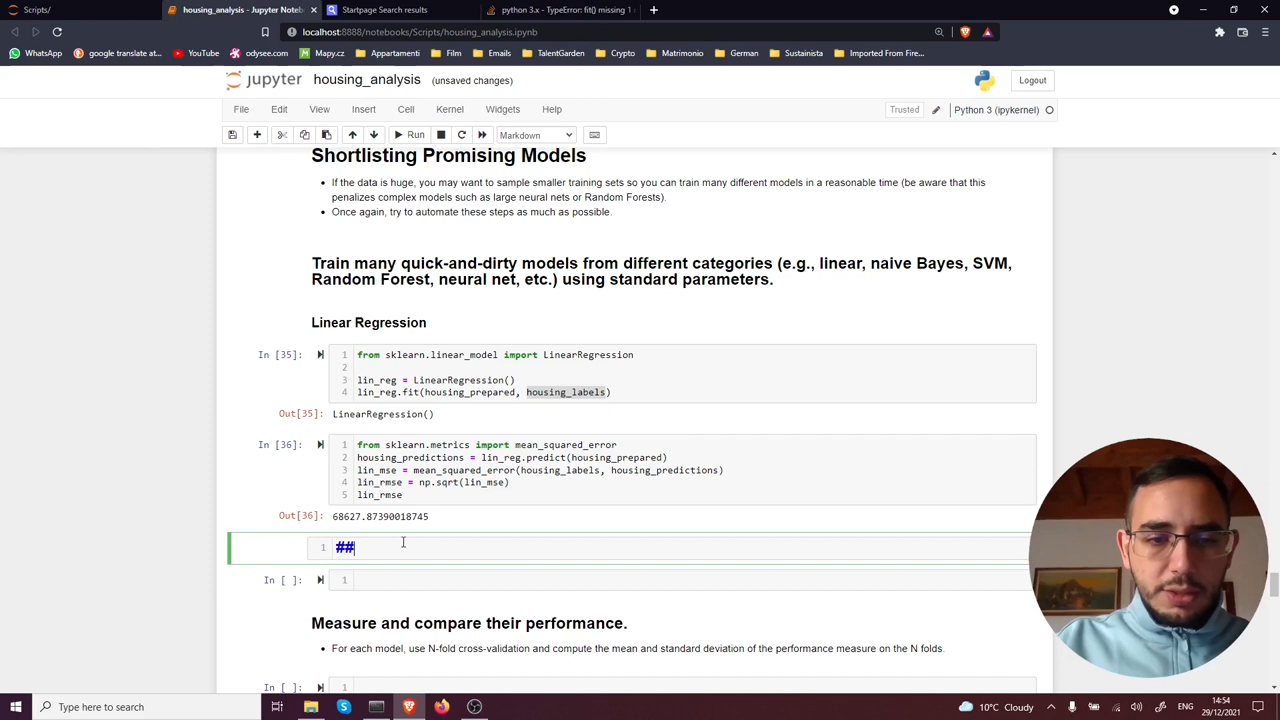 Scripts/
housing_analysis - Jupyter Noteb
Startpage Search results
python 3.x - TypeError: fit() missing 1
localhost:8888/notebooks/Scripts/housing_analysis.ipynb
WhatsApp
google translate at...
YouTube
odysee.com
Mapy.cz
Appartamenti
Film
Emails
TalentGarden
Crypto
Matrimonio
German
Sustainista
Imported From Fire...
jupyter
housing_analysis
(unsaved changes)
Logout
File
Edit
View
Insert
Cell
Kernel
Widgets
Help
Trusted
Python 3 (ipykernel)
Run
Markdown
Shortlisting Promising Models
If the data is huge, you may want to sample smaller training sets so you can train many different models in a reasonable time (be aware that this
penalizes complex models such as large neural nets or Random Forests).
Once again, try to automate these steps as much as possible.
Train many quick-and-dirty models from different categories (e.g., linear, naive Bayes, SVM,
Random Forest, neural net, etc.) using standard parameters.
Linear Regression
In [35]:
1 from sklearn.linear_model import LinearRegression
2
3 lin_reg = LinearRegression()
4 lin_reg.fit(housing_prepared, housing_labels)
Out[35]: LinearRegression()
In [36]:
1 from sklearn.metrics import mean_squared_error
2 housing_predictions = lin_reg.predict(housing_prepared)
3 lin_mse = mean_squared_error(housing_labels, housing_predictions)
4 lin_rmse = np.sqrt(lin_mse)
5 lin_rmse
Out[36]: 68627.87390018745
1 ##
In [ ]: 1
Measure and compare their performance.
For each model, use N-fold cross-validation and compute the mean and standard deviation of the performance measure on the N folds.
In [ ]: 1
Type here to search
10°C Cloudy
14:54
29/12/2021